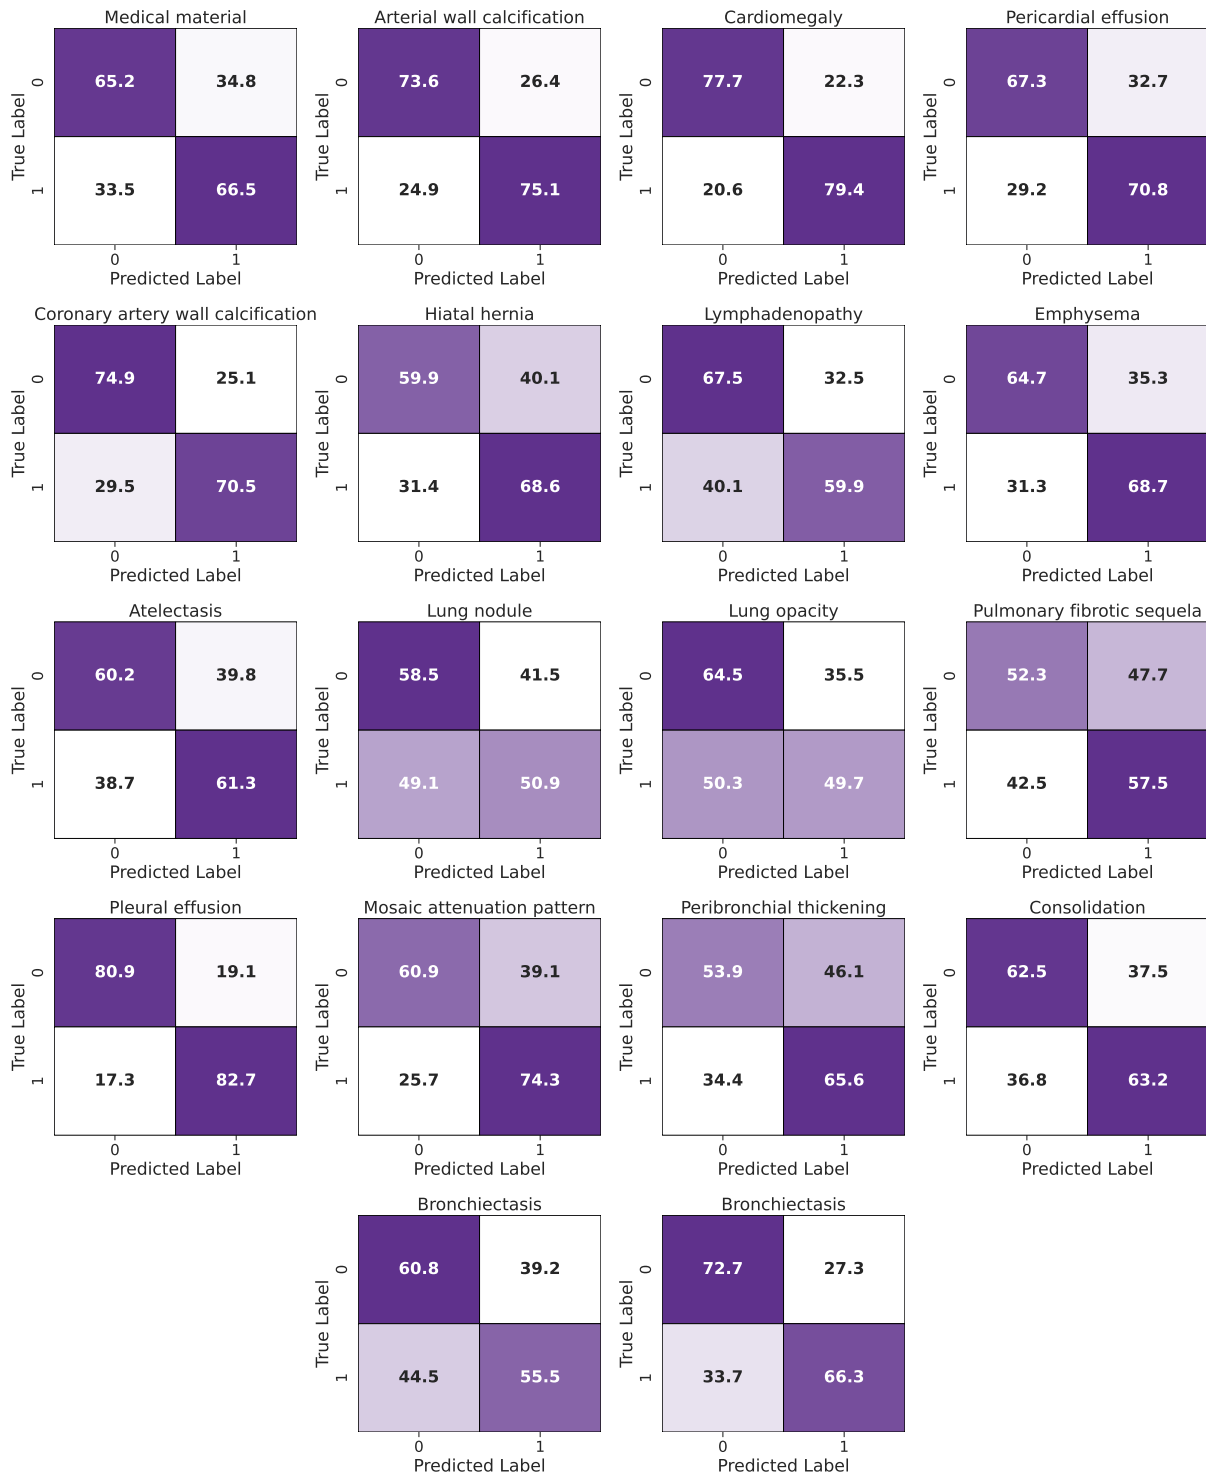 Medical material
Arterial wall calcification
Cardiomegaly
Pericardial effusion
True Label
0
65.2
34.8
1
33.5
66.5
0
1
Predicted Label
True Label
0
73.6
26.4
1
24.9
75.1
0
1
Predicted Label
True Label
0
77.7
22.3
1
20.6
79.4
0
1
Predicted Label
True Label
0
67.3
32.7
1
29.2
70.8
0
1
Predicted Label
Coronary artery wall calcification
Hiatal hernia
Lymphadenopathy
Emphysema
True Label
0
74.9
25.1
1
29.5
70.5
0
1
Predicted Label
True Label
0
59.9
40.1
1
31.4
68.6
0
1
Predicted Label
True Label
0
67.5
32.5
1
40.1
59.9
0
1
Predicted Label
True Label
0
64.7
35.3
1
31.3
68.7
0
1
Predicted Label
Atelectasis
Lung nodule
Lung opacity
Pulmonary fibrotic sequela
True Label
0
60.2
39.8
1
38.7
61.3
0
1
Predicted Label
True Label
0
58.5
41.5
1
49.1
50.9
0
1
Predicted Label
True Label
0
64.5
35.5
1
50.3
49.7
0
1
Predicted Label
True Label
0
52.3
47.7
1
42.5
57.5
0
1
Predicted Label
Pleural effusion
Mosaic attenuation pattern
Peribronchial thickening
Consolidation
True Label
0
80.9
19.1
1
17.3
82.7
0
1
Predicted Label
True Label
0
60.9
39.1
1
25.7
74.3
0
1
Predicted Label
True Label
0
53.9
46.1
1
34.4
65.6
0
1
Predicted Label
True Label
0
62.5
37.5
1
36.8
63.2
0
1
Predicted Label
Bronchiectasis
Bronchiectasis
True Label
0
60.8
39.2
1
44.5
55.5
0
1
Predicted Label
True Label
0
72.7
27.3
1
33.7
66.3
0
1
Predicted Label